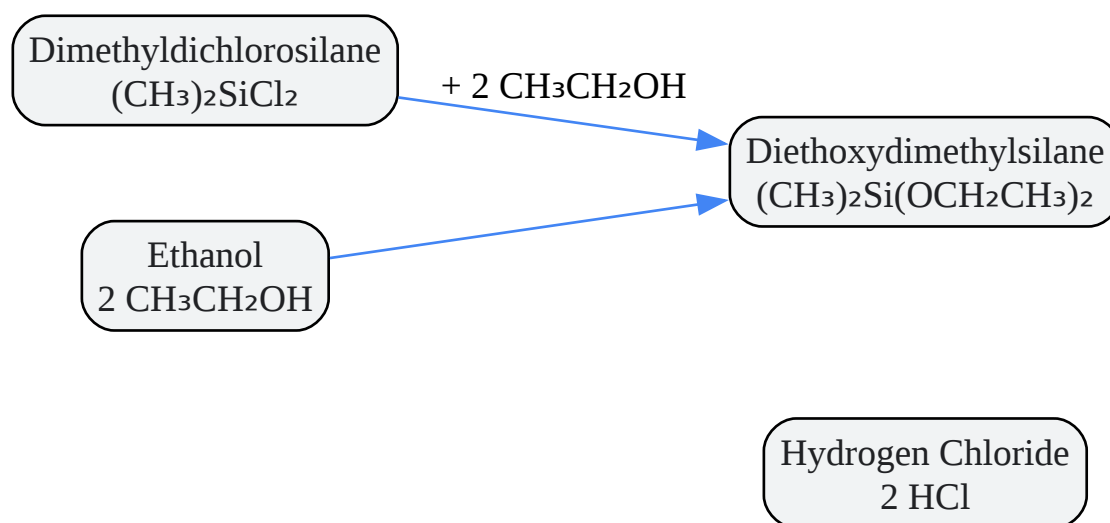 Dimethyldichlorosilane
(CH₃)₂SiCl₂
+ 2 CH₃CH₂OH
Diethoxydimethylsilane
(CH₃)₂Si(OCH₂CH₃)₂
Ethanol
2 CH₃CH₂OH
Hydrogen Chloride
2 HCl